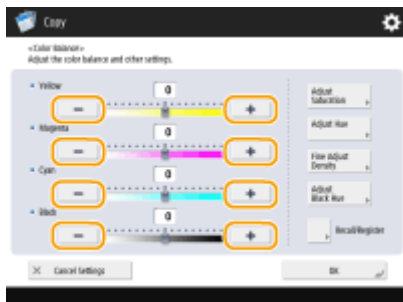 Copy
<Color Balance>
Adjust the color balance and other settings.
Yellow
0
−
+
Adjust
Saturation
Magenta
0
−
+
Adjust Hue
Cyan
0
−
+
Fine Adjust
Density
Black
0
−
+
Adjust
Black Hue
Recall/Register
× Cancel Settings
OK